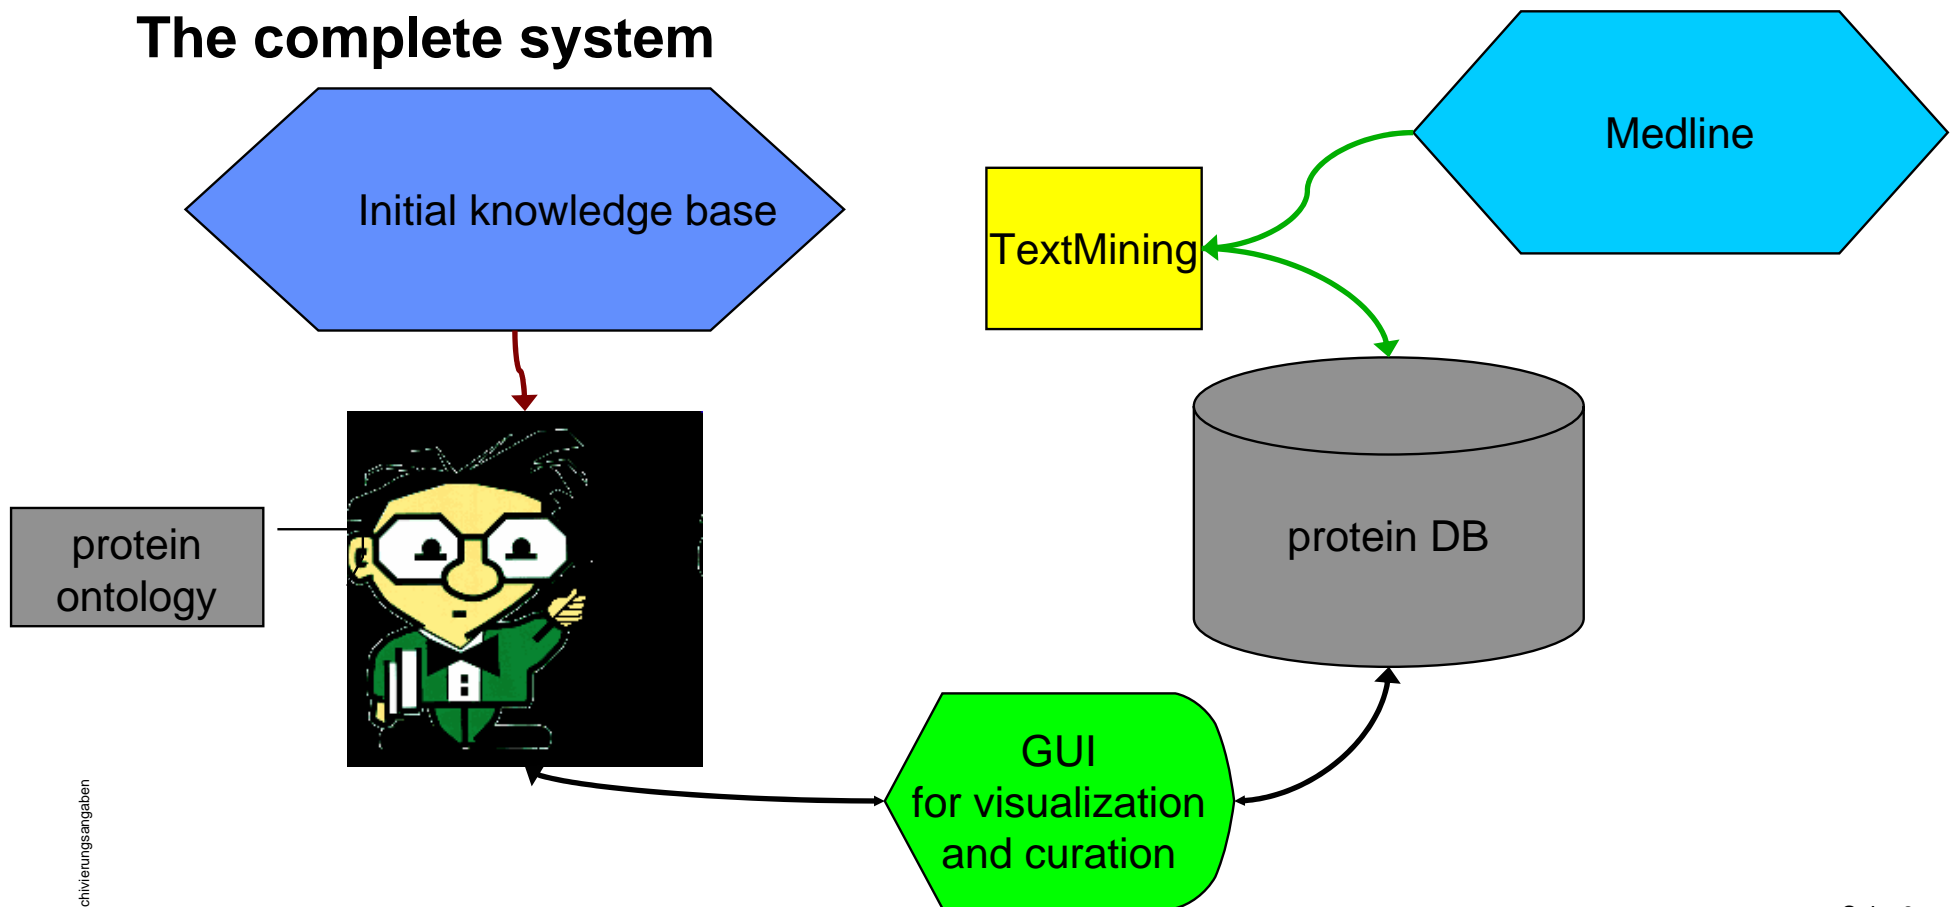 The complete system
Medline
Initial knowledge base
TextMining
protein
ontology
protein DB
GUI
for visualization
and curation
chivierungsangaben